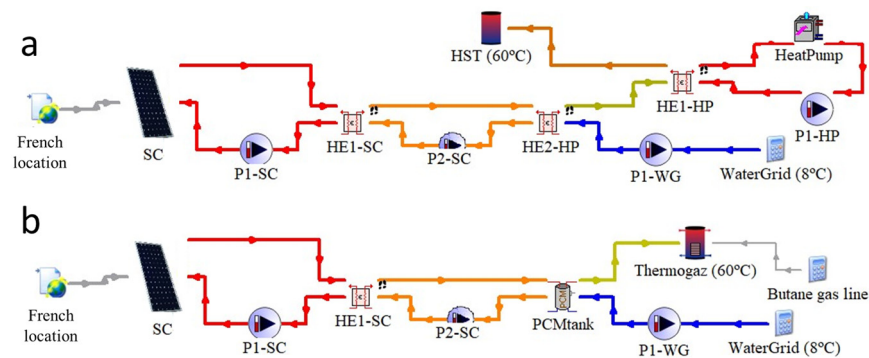 a
HST (60ºC)
HeatPump
HE1-HP
P1-HP
French
location
SC
P1-SC
HE1-SC
P2-SC
HE2-HP
P1-WG
WaterGrid (8ºC)
b
French
location
SC
P1-SC
HE1-SC
P2-SC
PCMtank
Thermogaz (60ºC)
Butane gas line
P1-WG
WaterGrid (8ºC)